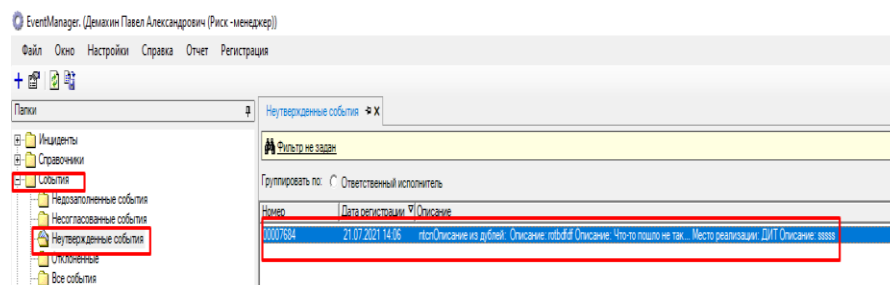 EventManager. (Демахин Павел Александрович (Риск -менеджер))
Файл Окно Настройки Справка Отчет Регистрация
Папки
Неутвержденные события
Инциденты
Справочники
События
Недозаполненные события
Несогласованные события
Неутвержденные события
Отклоненные
Все события
Фильтр не задан
Группировать по: Ответственный исполнитель
Номер Дата регистрации Описание
00007684 21.07.2021 14:06 ntcnОписание из дублей: Описание: rotbdfdf Описание: Что-то пошло не так... Место реализации: ДИТ Описание: sssss